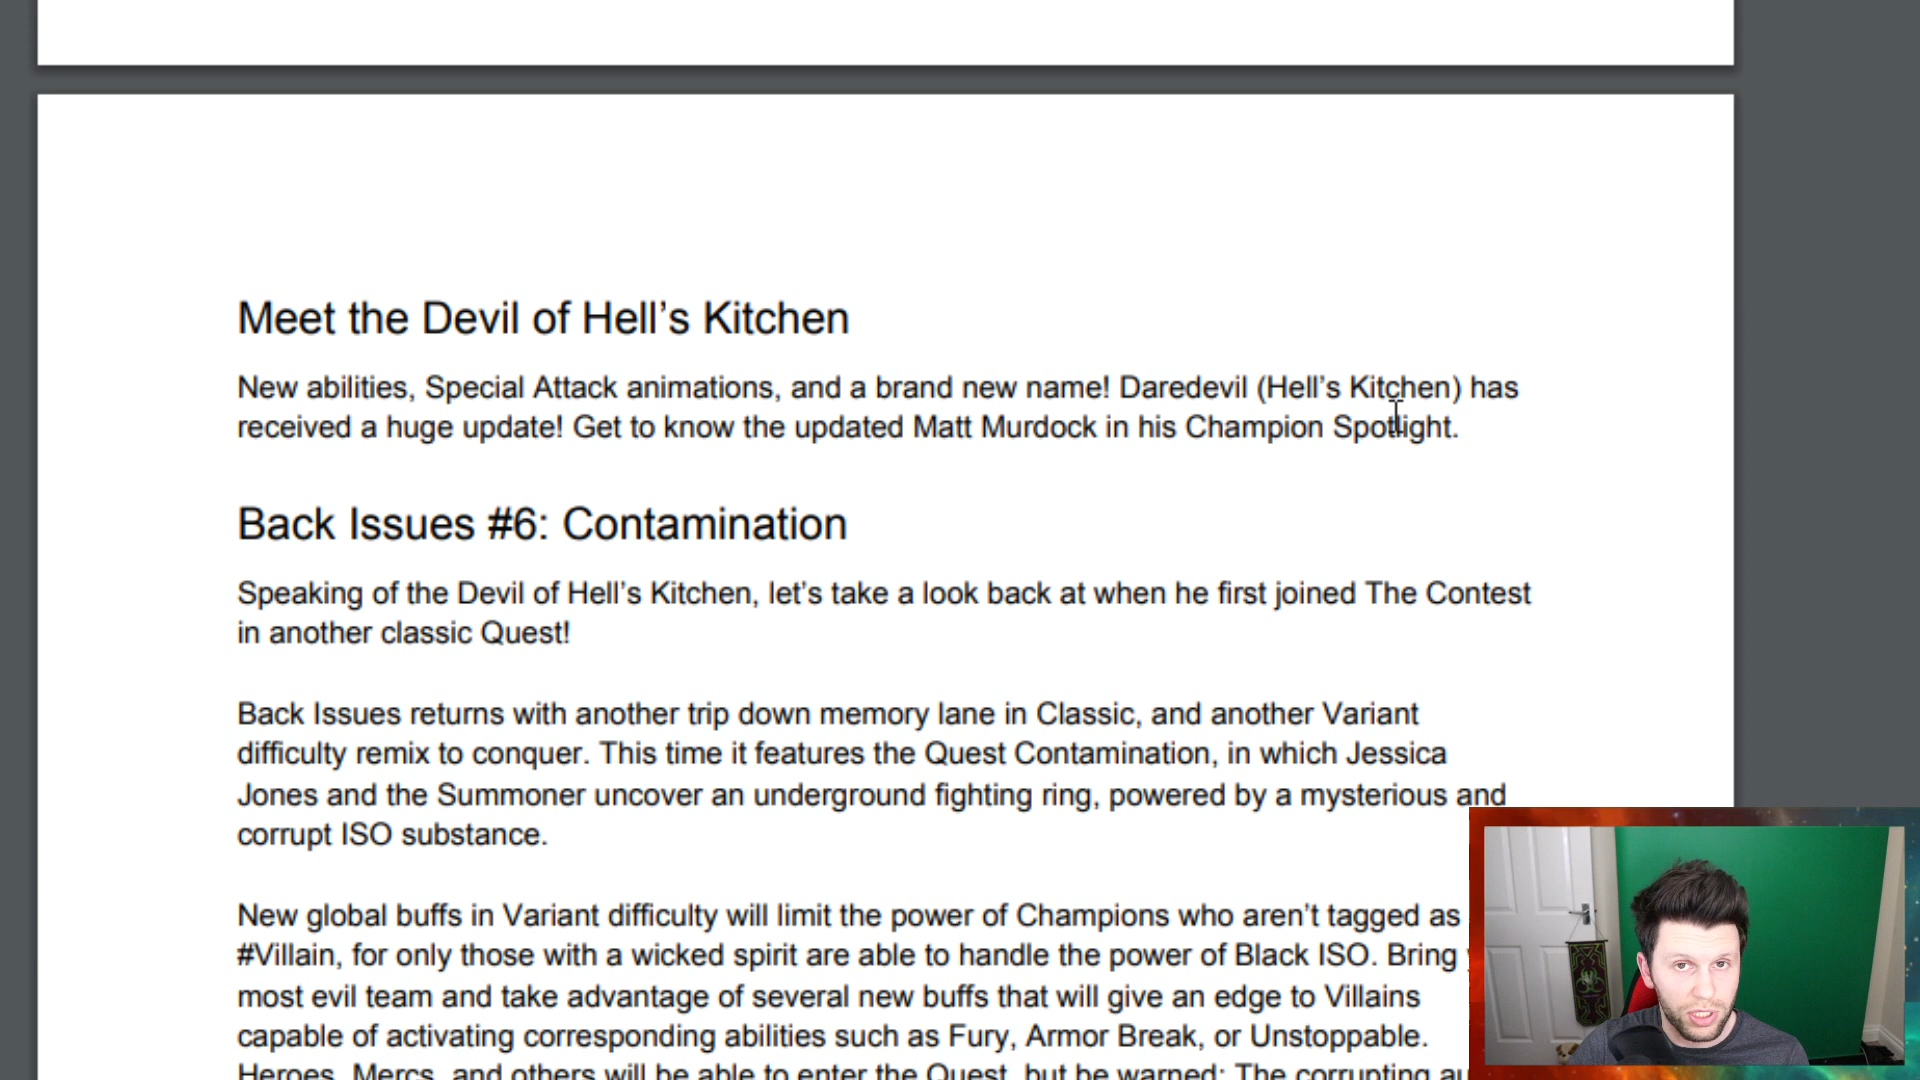 Meet the Devil of Hell’s Kitchen
New abilities, Special Attack animations, and a brand new name! Daredevil (Hell’s Kitchen) has
received a huge update! Get to know the updated Matt Murdock in his Champion Spotlight.
Back Issues #6: Contamination
Speaking of the Devil of Hell’s Kitchen, let’s take a look back at when he first joined The Contest
in another classic Quest!
Back Issues returns with another trip down memory lane in Classic, and another Variant
difficulty remix to conquer. This time it features the Quest Contamination, in which Jessica
Jones and the Summoner uncover an underground fighting ring, powered by a mysterious and
corrupt ISO substance.
New global buffs in Variant difficulty will limit the power of Champions who aren’t tagged as
#Villain, for only those with a wicked spirit are able to handle the power of Black ISO. Bring
most evil team and take advantage of several new buffs that will give an edge to Villains
capable of activating corresponding abilities such as Fury, Armor Break, or Unstoppable.
Heroes, Mercs, and others will be able to enter the Quest, but be warned: The corrupting